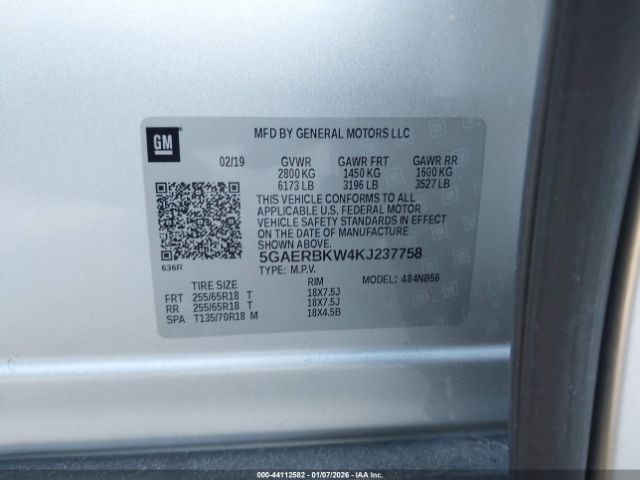 GM
MFD BY GENERAL MOTORS LLC
02/19 GVWR GAWR FRT GAWR RR
2800 KG 1450 KG 1600 KG
6173 LB 3196 LB 3527 LB
THIS VEHICLE CONFORMS TO ALL
APPLICABLE U.S. FEDERAL MOTOR
VEHICLE SAFETY STANDARDS IN EFFECT
ON THE DATE OF MANUFACTURE
SHOWN ABOVE.
636R
5GAERBKW4KJ237758
TYPE: M.P.V. MODEL: 484NB56
TIRE SIZE RIM
FRT 255/65R18 T 18X7.5J
RR 255/65R18 T 18X7.5J
SPA T135/70R18 M 18X4.5B
000-44112582 - 01/07/2026 - IAA Inc.